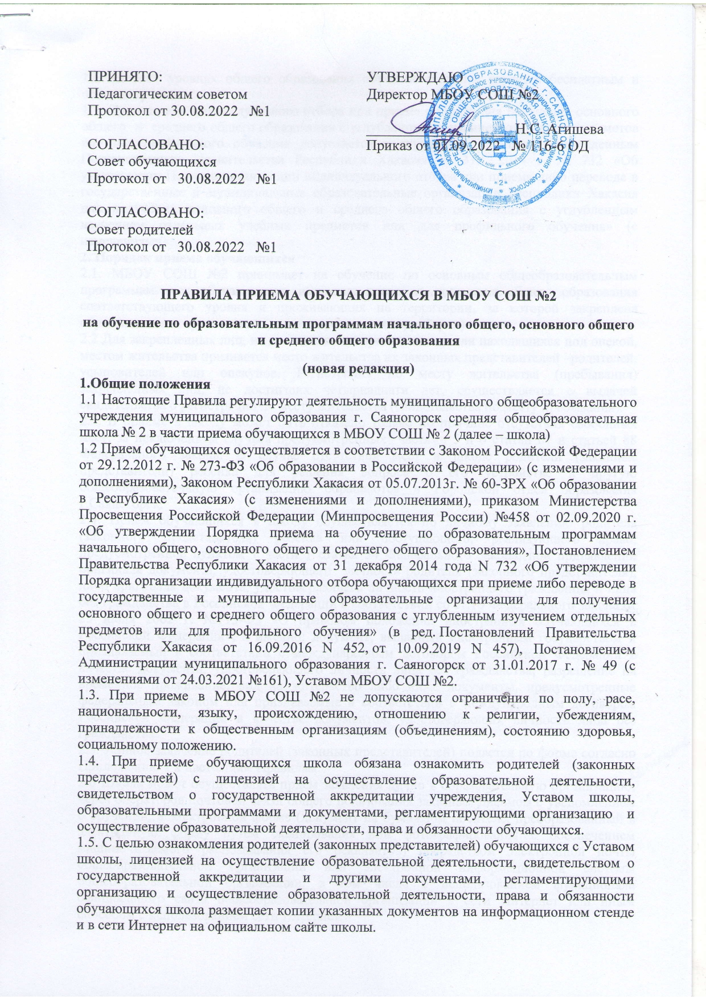 ПРИНЯТО:
Педагогическим советом
Протокол от 30.08.2022 №1
СОГЛАСОВАНО:
Совет обучающихся
Протокол от 30.08.2022 №1
СОГЛАСОВАНО:
Совет родителей
Протокол от 30.08.2022 №1
УТВЕРЖДАЮ
Директор МБОУ СОШ №2
Н.С. Агишева
Приказ от 01.09.2022
ПРАВИЛА ПРИЕМА ОБУЧАЮЩИХСЯ В МБОУ СОШ №2
на обучение по образовательным программам начального общего, основного общего
и среднего общего образования
(новая редакция)
1.Общие положения
1.1 Настоящие Правила регулируют деятельность муниципального общеобразовательного
учреждения муниципального образования г. Саяногорск средняя общеобразовательная
школа № 2 в части приема обучающихся в МБОУ СОШ № 2 (далее – школа)
1.2 Прием обучающихся осуществляется в соответствии с Законом Российской Федерации
от 29.12.2012 г. № 273-ФЗ «Об образовании в Российской Федерации» (с изменениями и
дополнениями), Законом Республики Хакасия от 05.07.2013г. № 60-ЗРХ «Об образовании
в Республике Хакасия» (с изменениями и дополнениями), приказом Министерства
Просвещения Российской Федерации (Минпросвещения России) №458 от 02.09.2020 г.
«Об утверждении Порядка приема на обучение по образовательным программам
начального общего, основного общего и среднего общего образования», Постановлением
Правительства Республики Хакасия от 31 декабря 2014 года N 732 «Об утверждении
Порядка организации индивидуального отбора обучающихся при приеме либо переводе в
государственные и муниципальные образовательные организации для получения
основного общего и среднего общего образования с углубленным изучением отдельных
предметов или для профильного обучения» (в ред. Постановлений Правительства
Республики Хакасия от 16.09.2016 N 452, от 10.09.2019 N 457), Постановлением
Администрации муниципального образования г. Саяногорск от 31.01.2017 г. № 49 (с
изменениями от 24.03.2021 №161), Уставом МБОУ СОШ №2.
1.3. При приеме в МБОУ СОШ №2 не допускаются ограничения по полу, расе,
национальности, языку, происхождению, отношению к религии, убеждениям,
принадлежности к общественным организациям (объединениям), состоянию здоровья,
социальному положению.
1.4. При приеме обучающихся школа обязана ознакомить родителей (законных
представителей) с лицензией на осуществление образовательной деятельности,
свидетельством о государственной аккредитации учреждения, Уставом школы,
образовательными программами и документами, регламентирующими организацию и
осуществление образовательной деятельности, права и обязанности обучающихся.
1.5. С целью ознакомления родителей (законных представителей) обучающихся с Уставом
школы, лицензией на осуществление образовательной деятельности, свидетельством о
государственной аккредитации и другими документами, регламентирующими
организацию и осуществление образовательной деятельности, права и обязанности
обучающихся школа размещает копии указанных документов на информационном стенде
и в сети Интернет на официальном сайте школы.